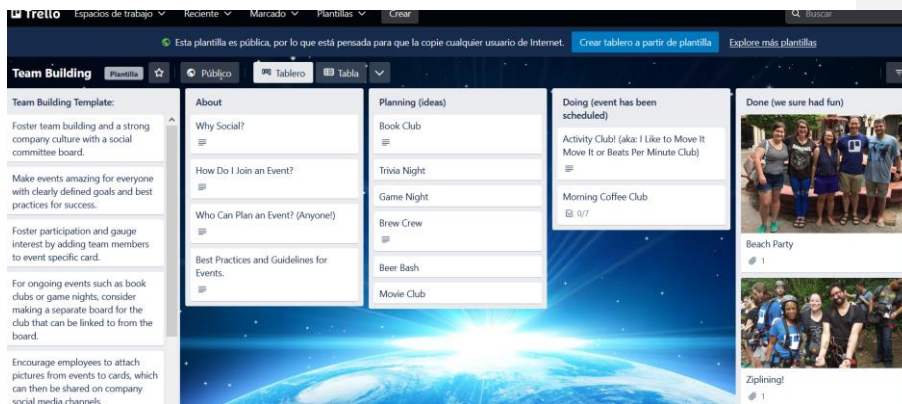 Trello Espacios de trabajo Reciente Marcado Plantillas Crear Buscar
Esta plantilla es pública, por lo que está pensada para que la copie cualquier usuario de Internet. Crear tablero a partir de plantilla Explore más plantillas
Team Building Plantilla Público Tablero Tabla
Team Building Template:
Foster team building and a strong
company culture with a social
committee board.
Make events amazing for everyone
with clearly defined goals and best
practices for success.
Foster participation and gauge
interest by adding team members
to event specific card.
For ongoing events such as book
clubs or game nights, consider
making a separate board for the
club that can be linked to from the
board.
Encourage employees to attach
pictures from events to cards, which
can then be shared on company
social media channels.
About
Why Social?
How Do I Join an Event?
Who Can Plan an Event? (Anyone!)
Best Practices and Guidelines for
Events.
Planning (ideas)
Book Club
Trivia Night
Game Night
Brew Crew
Beer Bash
Movie Club
Doing (event has been
scheduled)
Activity Club! (aka: I Like to Move It
Move It or Beats Per Minute Club)
Morning Coffee Club
0/7
Done (we sure had fun)
Beach Party
1
Ziplining!
1